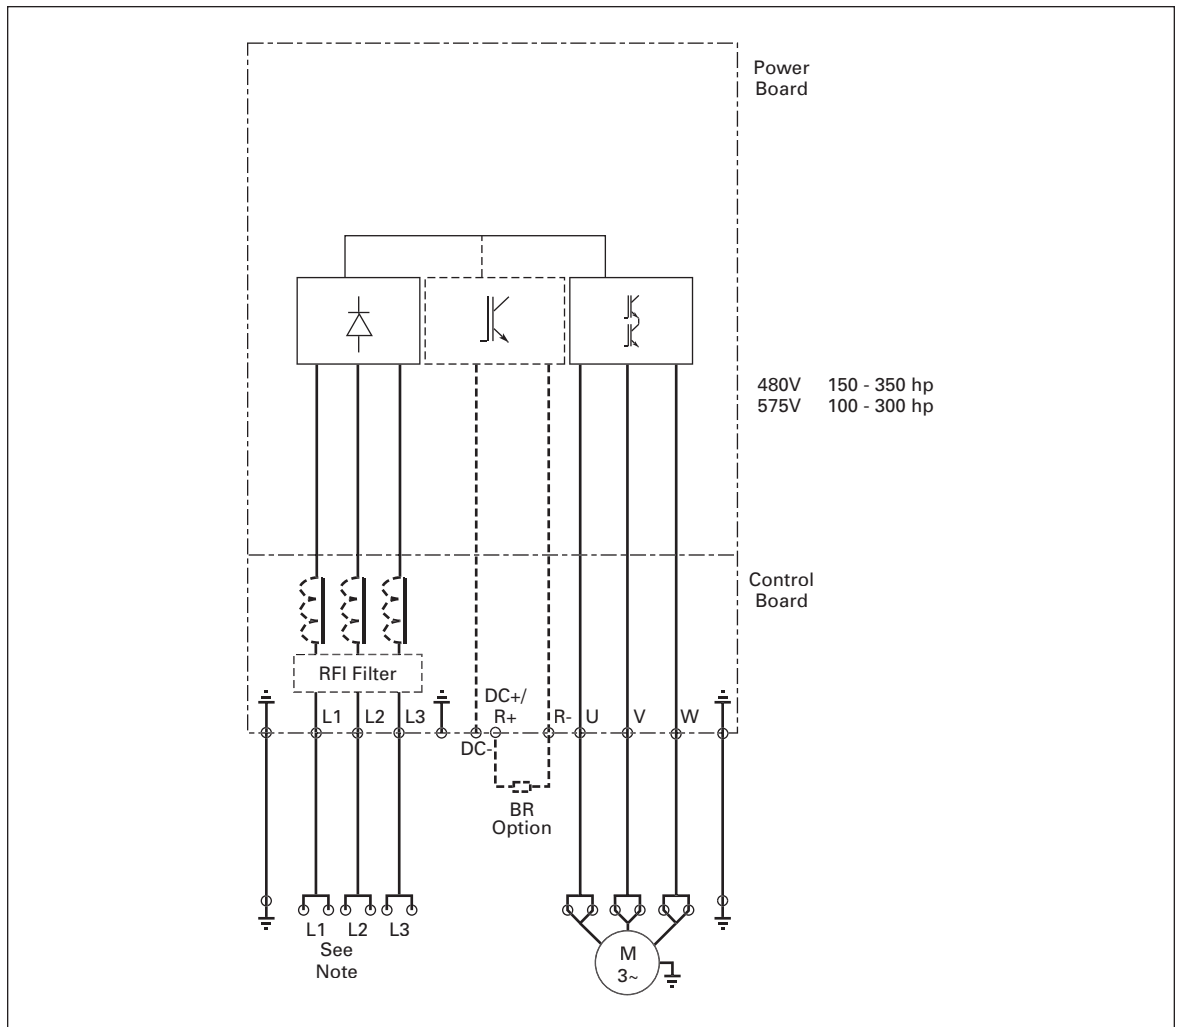 Power
Board
480V 150 - 350 hp
575V 100 - 300 hp
Control
Board
RFI Filter
L1 L2 L3 DC+/
R+ R- U V W
DC-
BR
Option
L1 L2 L3
See
Note
M
3~